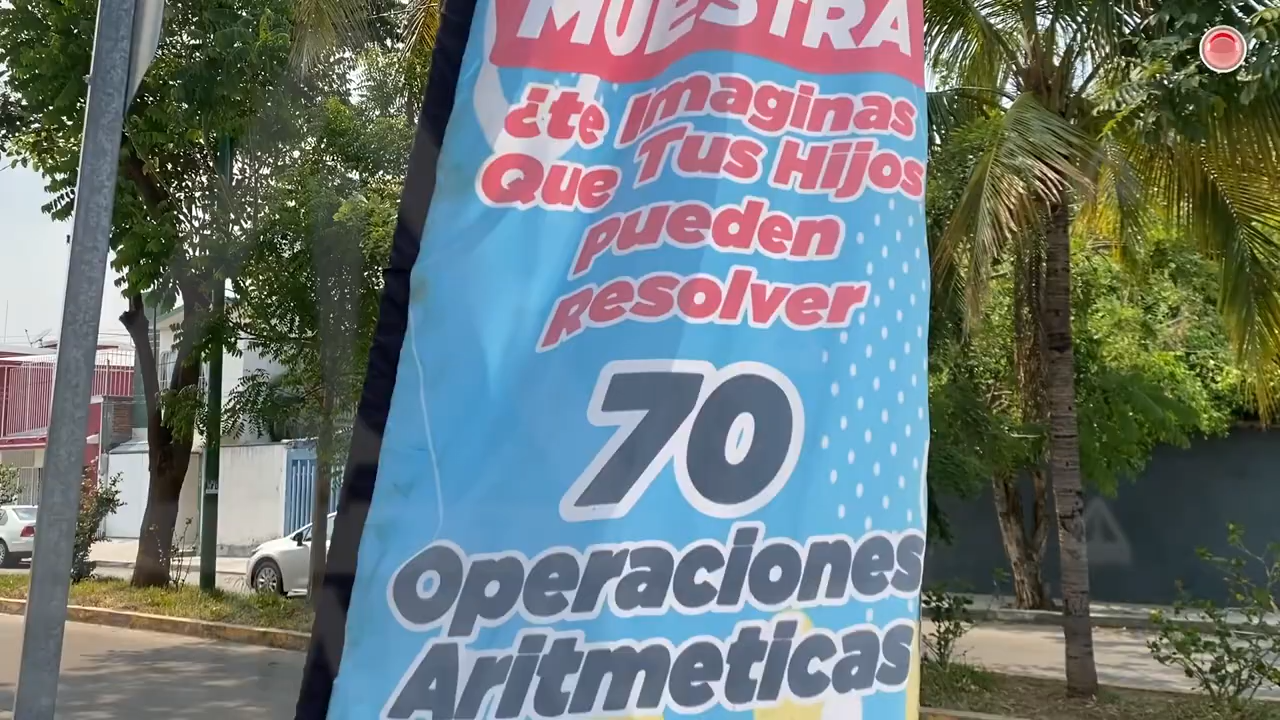 MUESTRA
¿te Imaginas
Que Tus Hijos
pueden
Resolver
70
Operaciones
Aritmeticas